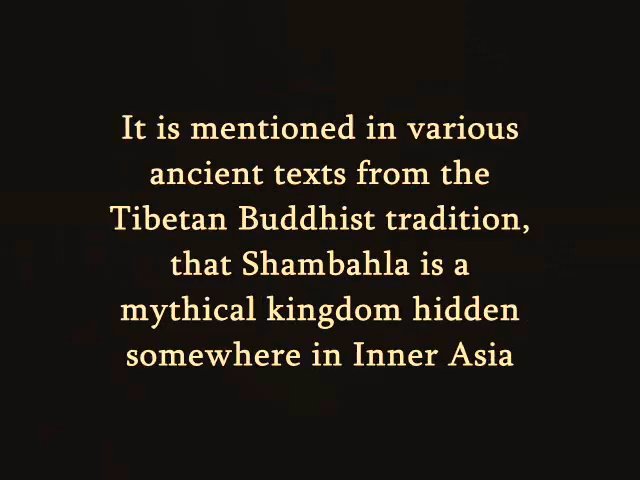 It is mentioned in various
ancient texts from the
Tibetan Buddhist tradition,
that Shambahla is a
mythical kingdom hidden
somewhere in Inner Asia